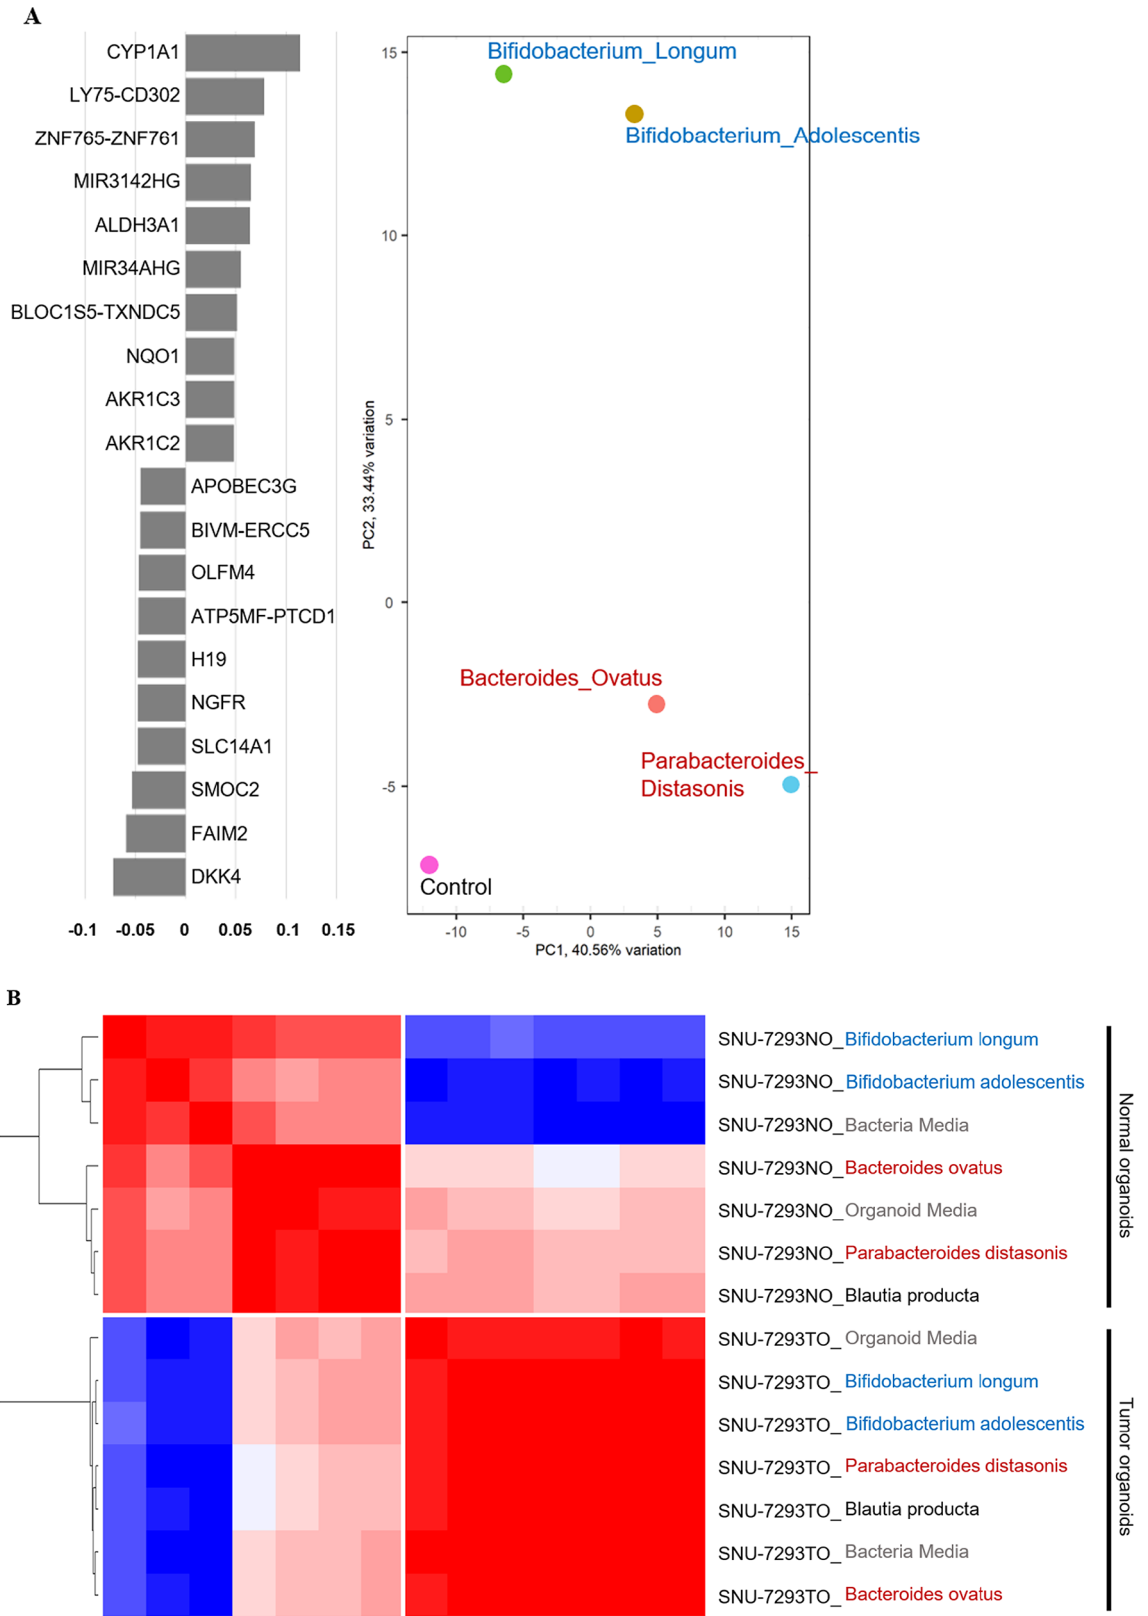 A
CYP1A1
LY75-CD302
ZNF765-ZNF761
MIR3142HG
ALDH3A1
MIR34AHG
BLOC1S5-TXNDC5
NQO1
AKR1C3
AKR1C2
APOBEC3G
BIVM-ERCC5
OLFM4
ATP5MF-PTCD1
H19
NGFR
SLC14A1
SMOC2
FAIM2
DKK4
-0.1 -0.05 0 0.05 0.1 0.15
PC2, 33.44% variation
15
10
5
0
-5
Bifidobacterium_Longum
Bifidobacterium_Adolescentis
Bacteroides_Ovatus
Parabacteroides_
Distasonis
Control
-10 -5 0 5 10 15
PC1, 40.56% variation
B
SNU-7293NO_Bifidobacterium longum
SNU-7293NO_Bifidobacterium adolescentis
SNU-7293NO_Bacteria Media
SNU-7293NO_Bacteroides ovatus
SNU-7293NO_Organoid Media
SNU-7293NO_Parabacteroides distasonis
SNU-7293NO_Blautia producta
Normal organoids
SNU-7293TO_Organoid Media
SNU-7293TO_Bifidobacterium longum
SNU-7293TO_Bifidobacterium adolescentis
SNU-7293TO_Parabacteroides distasonis
SNU-7293TO_Blautia producta
SNU-7293TO_Bacteria Media
SNU-7293TO_Bacteroides ovatus
Tumor organoids